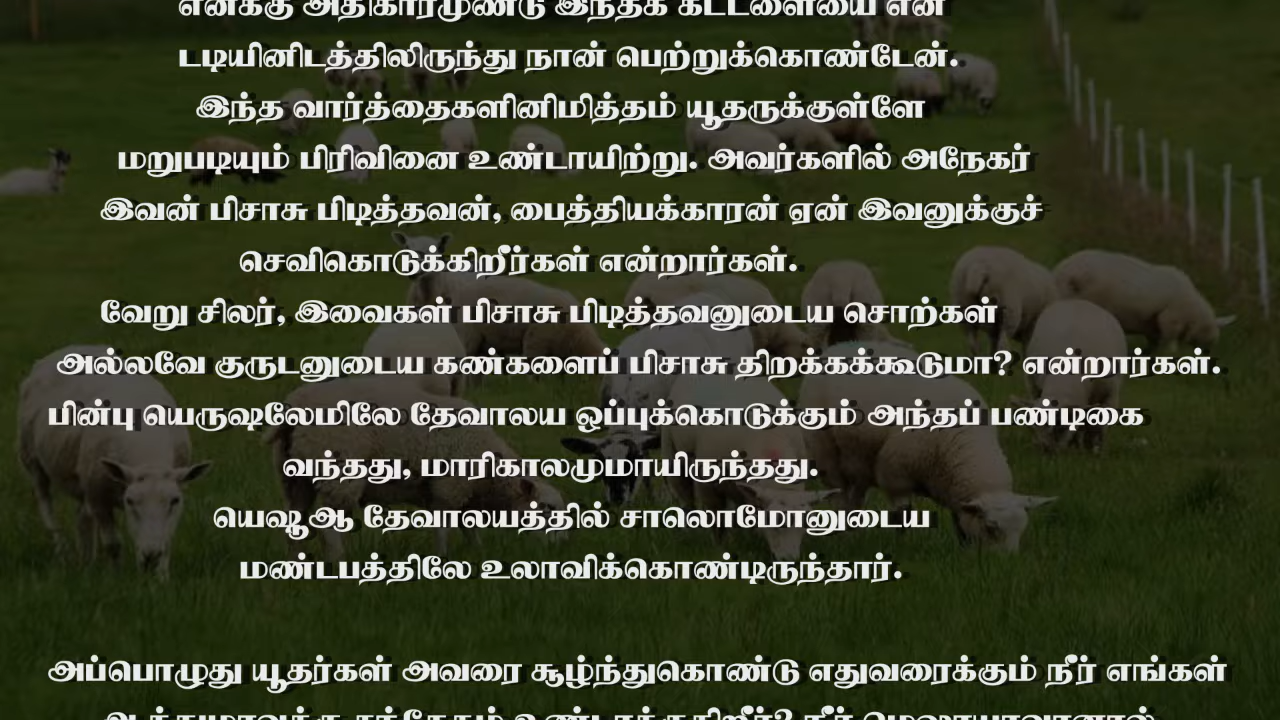 எனக்கு அதிகாரமுண்டு இந்தக் கட்டளையை என்
டடியினிடத்திலிருந்து நான் பெற்றுக்கொண்டேன்.
இந்த வார்த்தைகளினிமித்தம் யூதருக்குள்ளே
மறுபடியும் பிரிவினை உண்டாயிற்று. அவர்களில் அநேகர்
இவன் பிசாசு பிடித்தவன், பைத்தியக்காரன் ஏன் இவனுக்குச்
செவிகொடுக்கிறீர்கள் என்றார்கள்.
வேறு சிலர், இவைகள் பிசாசு பிடித்தவனுடைய சொற்கள்
அல்லவே குருடனுடைய கண்களைப் பிசாசு திறக்கக்கூடுமா? என்றார்கள்.
பின்பு யெருஷலேமிலே தேவாலய ஒப்புக்கொடுக்கும் அந்தப் பண்டிகை
வந்தது, மாரிகாலமுமாயிருந்தது.
யெஷூஆ தேவாலயத்தில் சாலொமோனுடைய
மண்டபத்திலே உலாவிக்கொண்டிருந்தார்.
அப்பொழுது யூதர்கள் அவரை சூழ்ந்துகொண்டு எதுவரைக்கும் நீர் எங்கள்